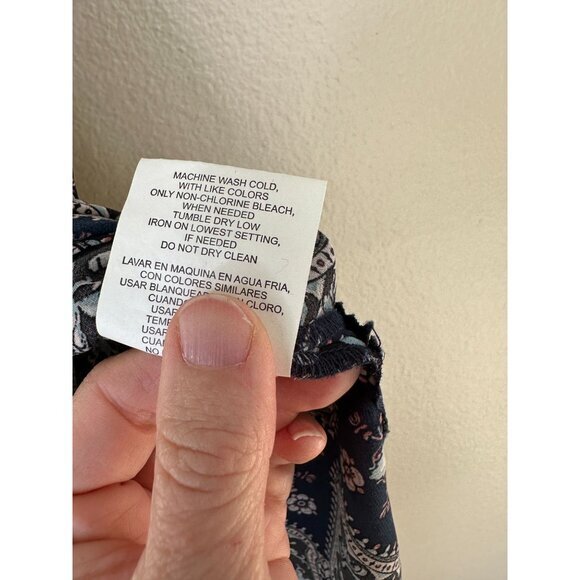 MACHINE WASH COLD,
WITH LIKE COLORS
ONLY NON-CHLORINE BLEACH,
WHEN NEEDED
TUMBLE DRY LOW
IRON ON LOWEST SETTING,
IF NEEDED
DO NOT DRY CLEAN
LAVAR EN MAQUINA EN AGUA FRIA,
CON COLORES SIMILARES
USAR CLORO,
NO